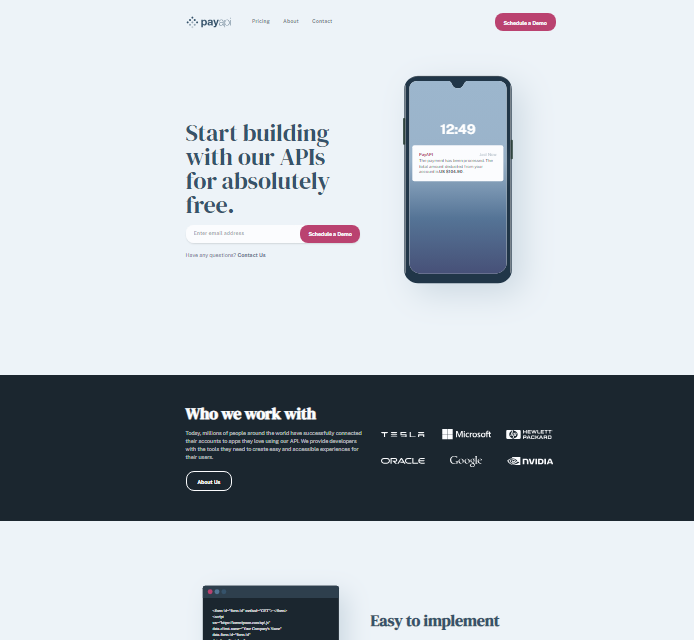 payapi Pricing About Contact Schedule a Demo
12:49
PayAPI Just Now
The payment has been processed. The
total amount deducted from your
account is US $104.90
Start building
with our APIs
for absolutely
free.
Enter email address Schedule a Demo
Have any questions? Contact Us
Who we work with
Today, millions of people around the world have successfully connected
their accounts to apps they love using our API. We provide developers
with the tools they need to create easy and accessible experiences for
their users.
About Us
TESLA Microsoft HEWLETT
PACKARD
ORACLE Google NVIDIA
Easy to implement
<script